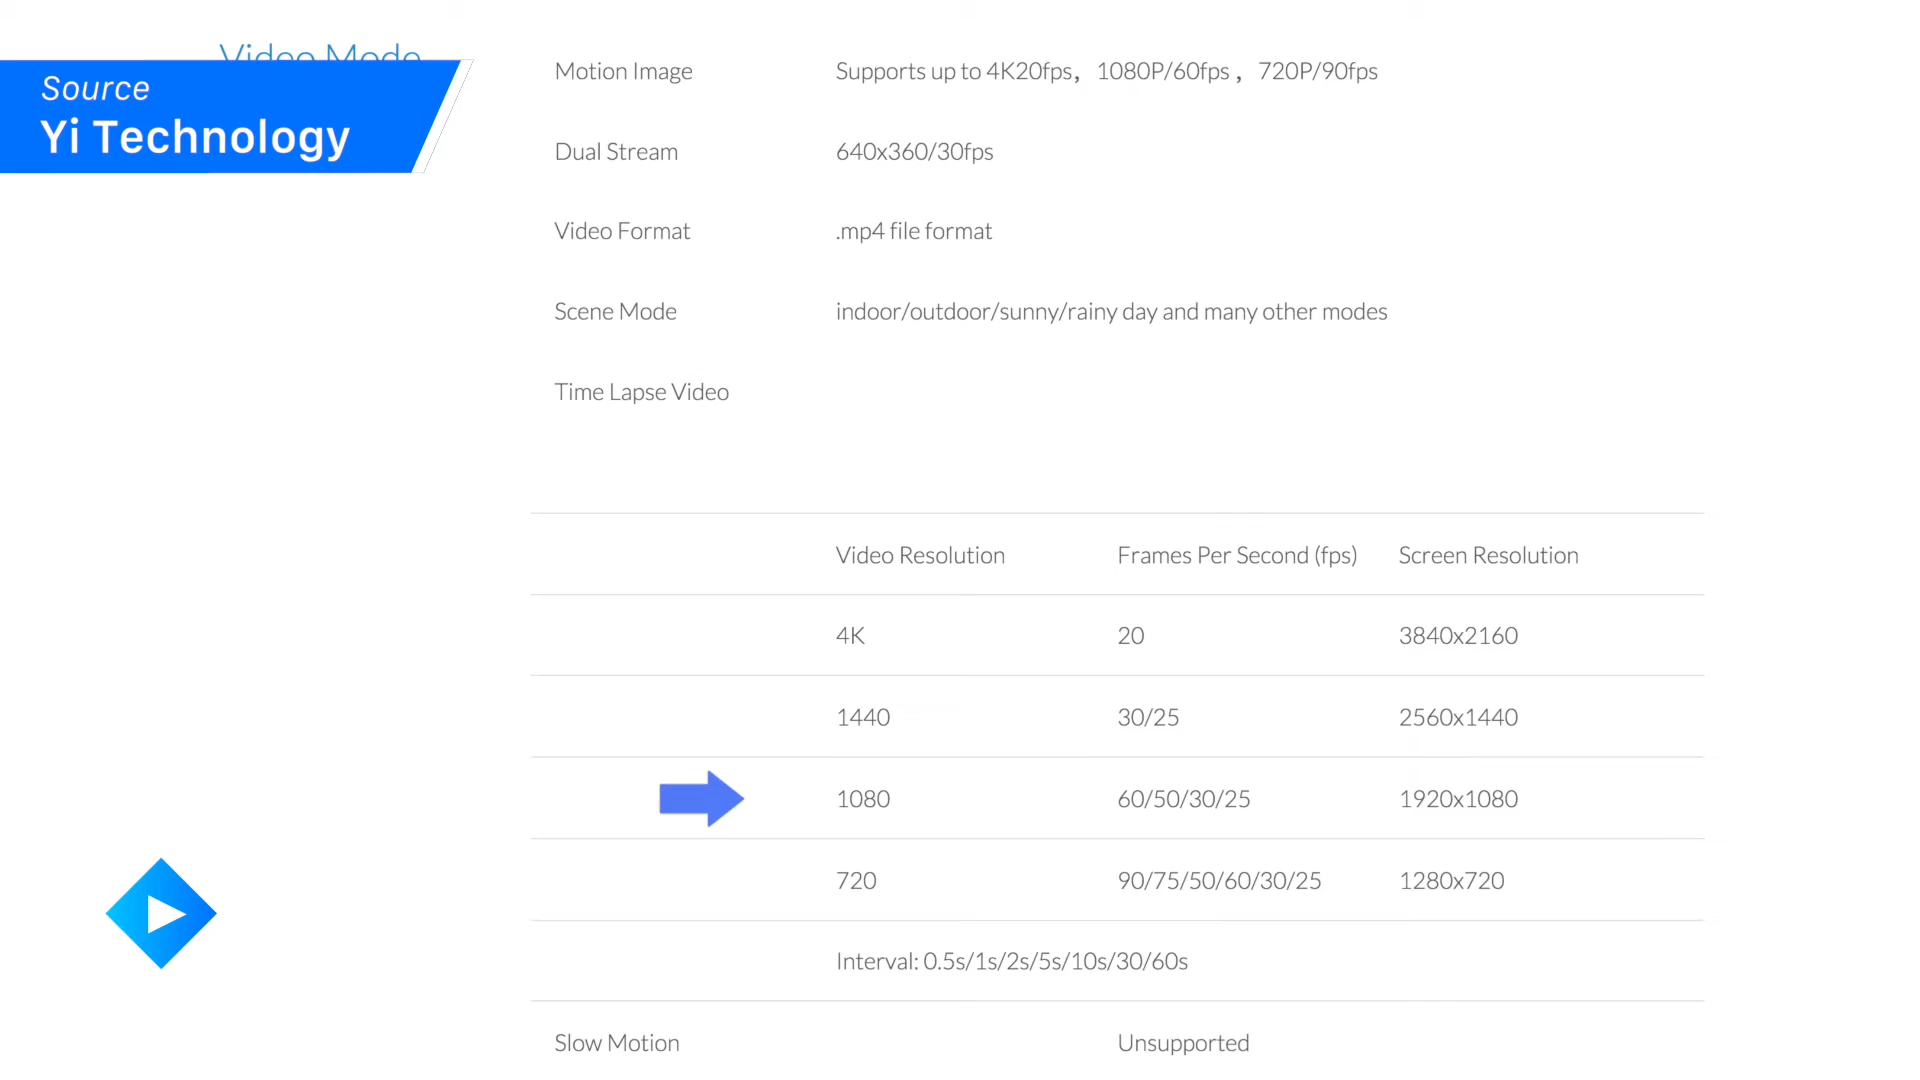 Video Mode
Source
Yi Technology
Motion Image Supports up to 4K20fps, 1080P/60fps , 720P/90fps
Dual Stream 640x360/30fps
Video Format .mp4 file format
Scene Mode indoor/outdoor/sunny/rainy day and many other modes
Time Lapse Video
Video Resolution Frames Per Second (fps) Screen Resolution
4K 20 3840x2160
1440 30/25 2560x1440
1080 60/50/30/25 1920x1080
720 90/75/50/60/30/25 1280x720
Interval: 0.5s/1s/2s/5s/10s/30/60s
Slow Motion Unsupported